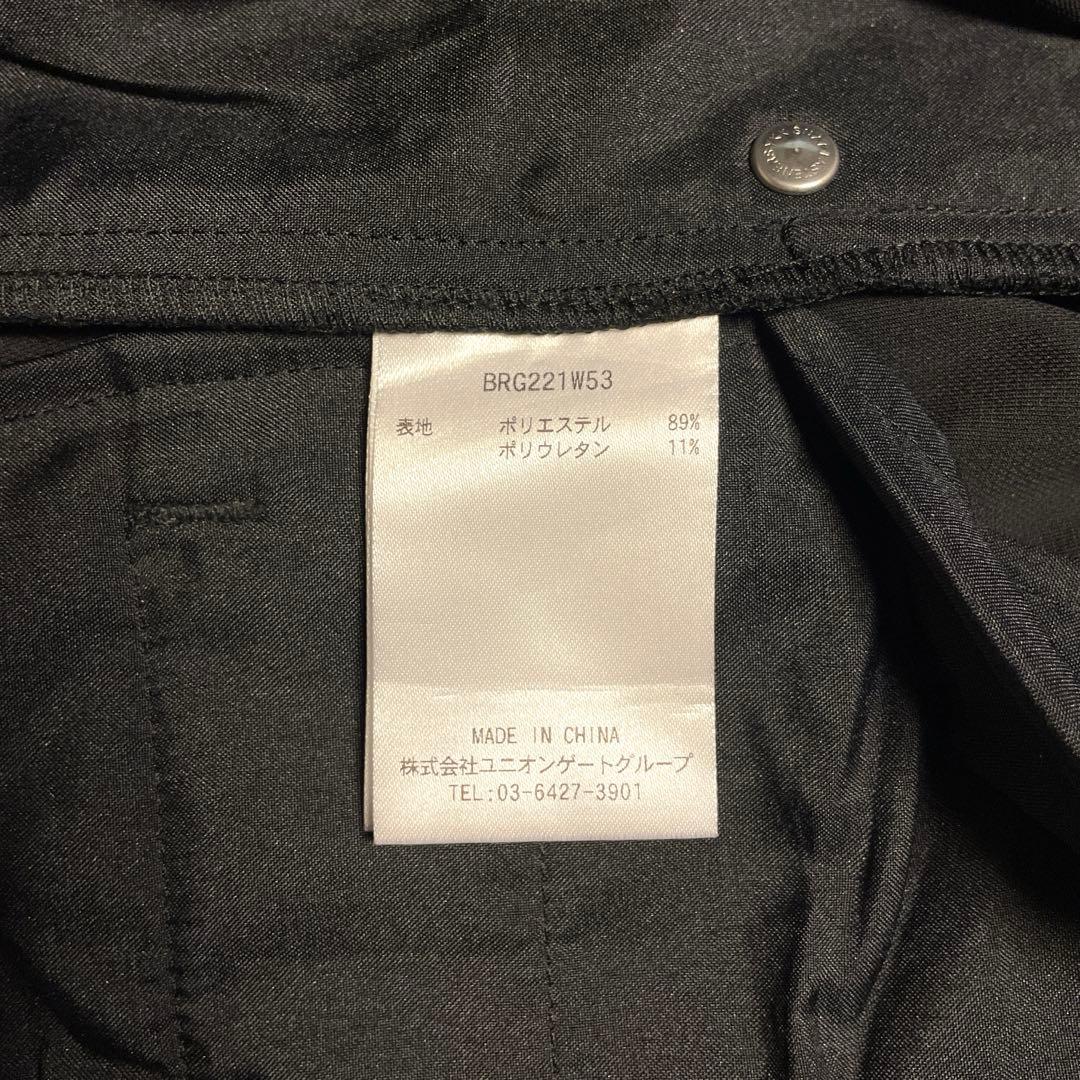 BRG221W53
表地 ポリエステル 89%
ポリウレタン 11%
MADE IN CHINA
株式会社ユニオンゲートグループ
TEL:03-6427-3901